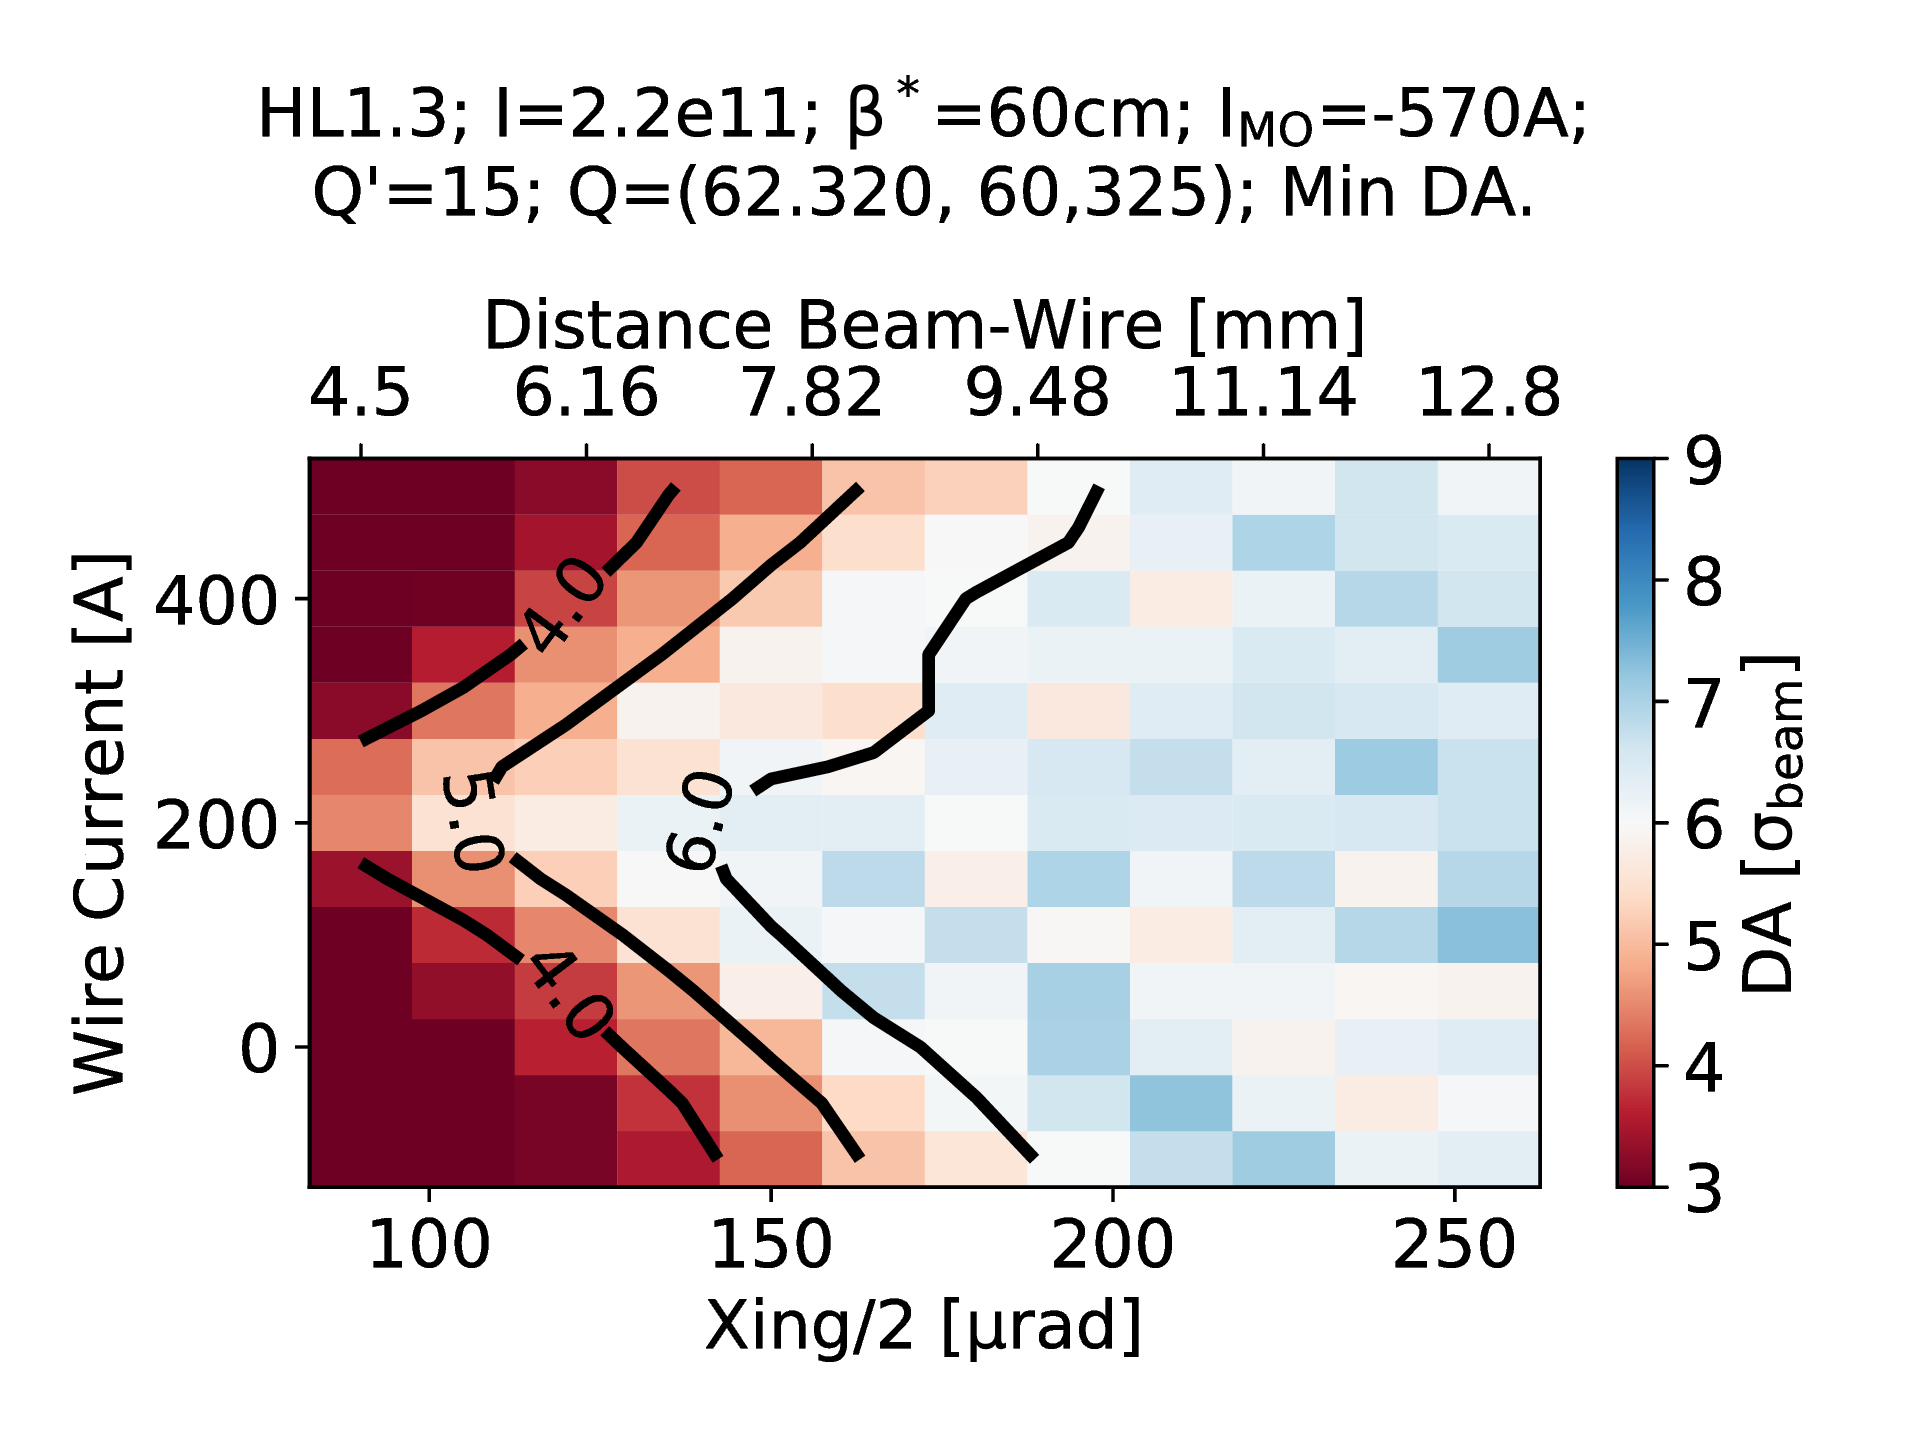 HL1.3; I=2.2e11; β*=60cm; I_MO=-570A;
Q'=15; Q=(62.320, 60,325); Min DA.
Distance Beam-Wire [mm]
4.5 6.16 7.82 9.48 11.14 12.8
Wire Current [A]
400
200
0
4.0
5.0
6.0
4.0
100 150 200 250
Xing/2 [μrad]
9
8
7
6
5
4
3
DA [σ_beam]